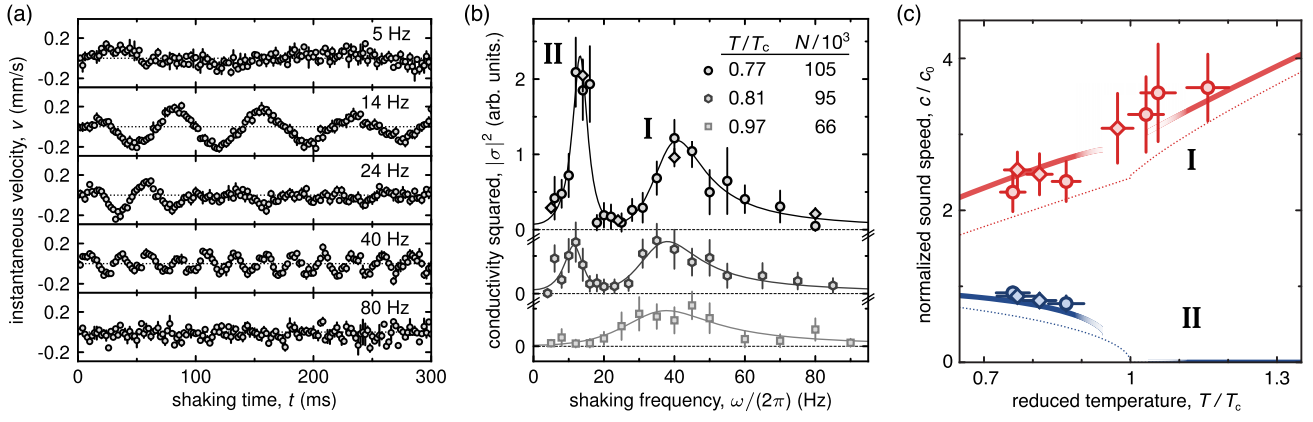 (a)
instantaneous velocity, v (mm/s)
0.2
-0.2
5 Hz
0.2
-0.2
14 Hz
0.2
-0.2
24 Hz
0.2
-0.2
40 Hz
0.2
-0.2
80 Hz
0 100 200 300
shaking time, t (ms)
(b)
conductivity squared, |σ|² (arb. units.)
2
1
0
0
0
II
I
T/Tc N/10³
0.77 105
0.81 95
0.97 66
0 20 40 60 80
shaking frequency, ω/(2π) (Hz)
(c)
normalized sound speed, c/c₀
4
2
0
I
II
0.7 1 1.3
reduced temperature, T/Tc